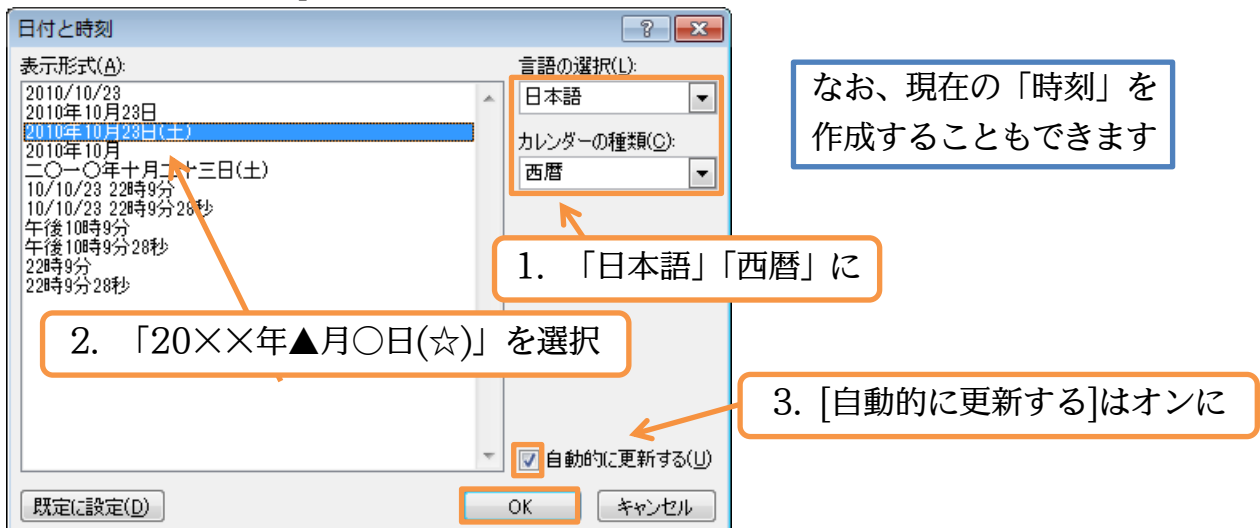 日付と時刻
表示形式(A):
2010/10/23
2010年10月23日
2010年10月23日(土)
2010年10月
二〇一〇年十月二十三日(土)
10/10/23 22時9分
10/10/23 22時9分28秒
午後10時9分
午後10時9分28秒
22時9分
22時9分28秒
言語の選択(L):
日本語
カレンダーの種類(C):
西暦
なお、現在の「時刻」を
作成することもできます
1. 「日本語」「西暦」に
2. 「20××年▲月○日(☆)」を選択
3. [自動的に更新する]はオンに
自動的に更新する(U)
既定に設定(D)
OK
キャンセル